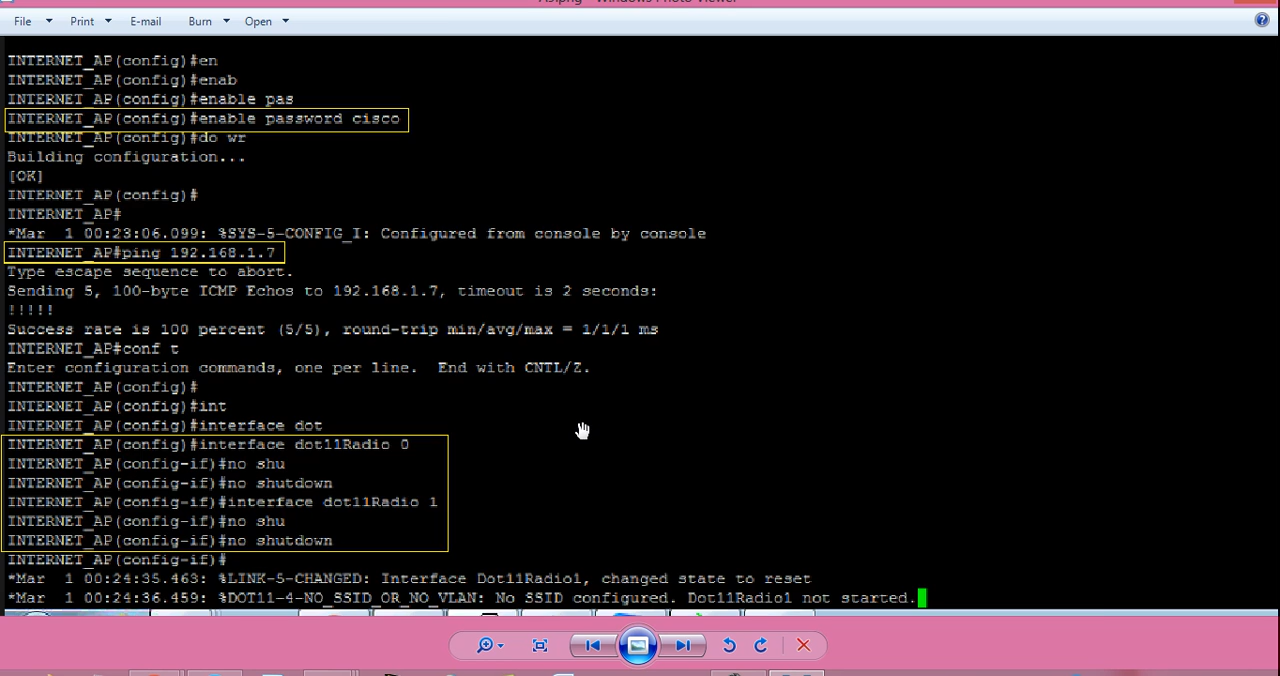 File Print E-mail Burn Open
INTERNET_AP(config)#en
INTERNET_AP(config)#enab
INTERNET_AP(config)#enable pas
INTERNET_AP(config)#enable password cisco
INTERNET_AP(config)#do wr
Building configuration...
[OK]
INTERNET_AP(config)#
INTERNET_AP#
*Mar  1 00:23:06.099: %SYS-5-CONFIG_I: Configured from console by console
INTERNET_AP#ping 192.168.1.7
Type escape sequence to abort.
Sending 5, 100-byte ICMP Echos to 192.168.1.7, timeout is 2 seconds:
!!!!!
Success rate is 100 percent (5/5), round-trip min/avg/max = 1/1/1 ms
INTERNET_AP#conf t
Enter configuration commands, one per line.  End with CNTL/Z.
INTERNET_AP(config)#
INTERNET_AP(config)#int
INTERNET_AP(config)#interface dot
INTERNET_AP(config)#interface dot11Radio 0
INTERNET_AP(config-if)#no shu
INTERNET_AP(config-if)#no shutdown
INTERNET_AP(config-if)#interface dot11Radio 1
INTERNET_AP(config-if)#no shu
INTERNET_AP(config-if)#no shutdown
INTERNET_AP(config-if)#
*Mar  1 00:24:35.463: %LINK-5-CHANGED: Interface Dot11Radio1, changed state to reset
*Mar  1 00:24:36.459: %DOT11-4-NO_SSID_OR_NO_VLAN: No SSID configured. Dot11Radio1 not started.